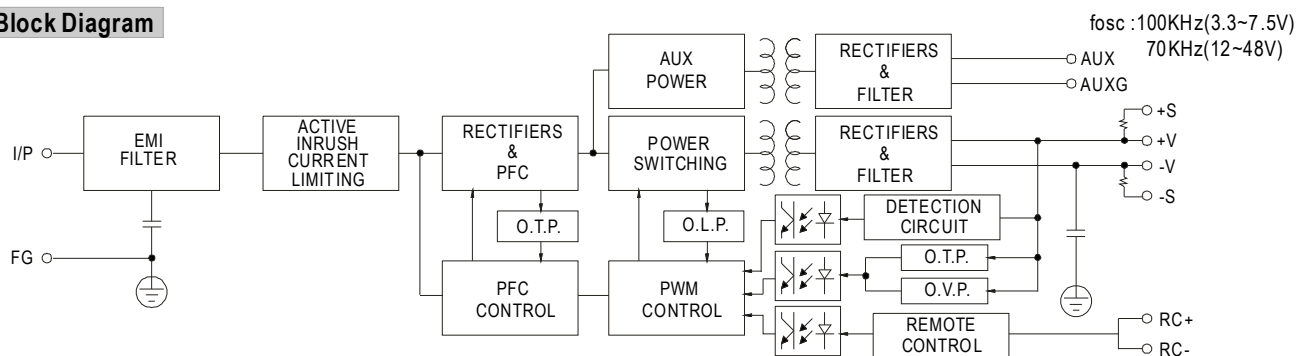 Block Diagram
fosc :100KHz(3.3~7.5V)
70KHz(12~48V)
I/P
EMI
FILTER
ACTIVE
INRUSH
CURRENT
LIMITING
RECTIFIERS
&
PFC
AUX
POWER
RECTIFIERS
&
FILTER
AUX
AUXG
POWER
SWITCHING
RECTIFIERS
&
FILTER
+S
+V
-V
-S
O.T.P.
O.L.P.
DETECTION
CIRCUIT
O.T.P.
O.V.P.
FG
PFC
CONTROL
PWM
CONTROL
REMOTE
CONTROL
RC+
RC-